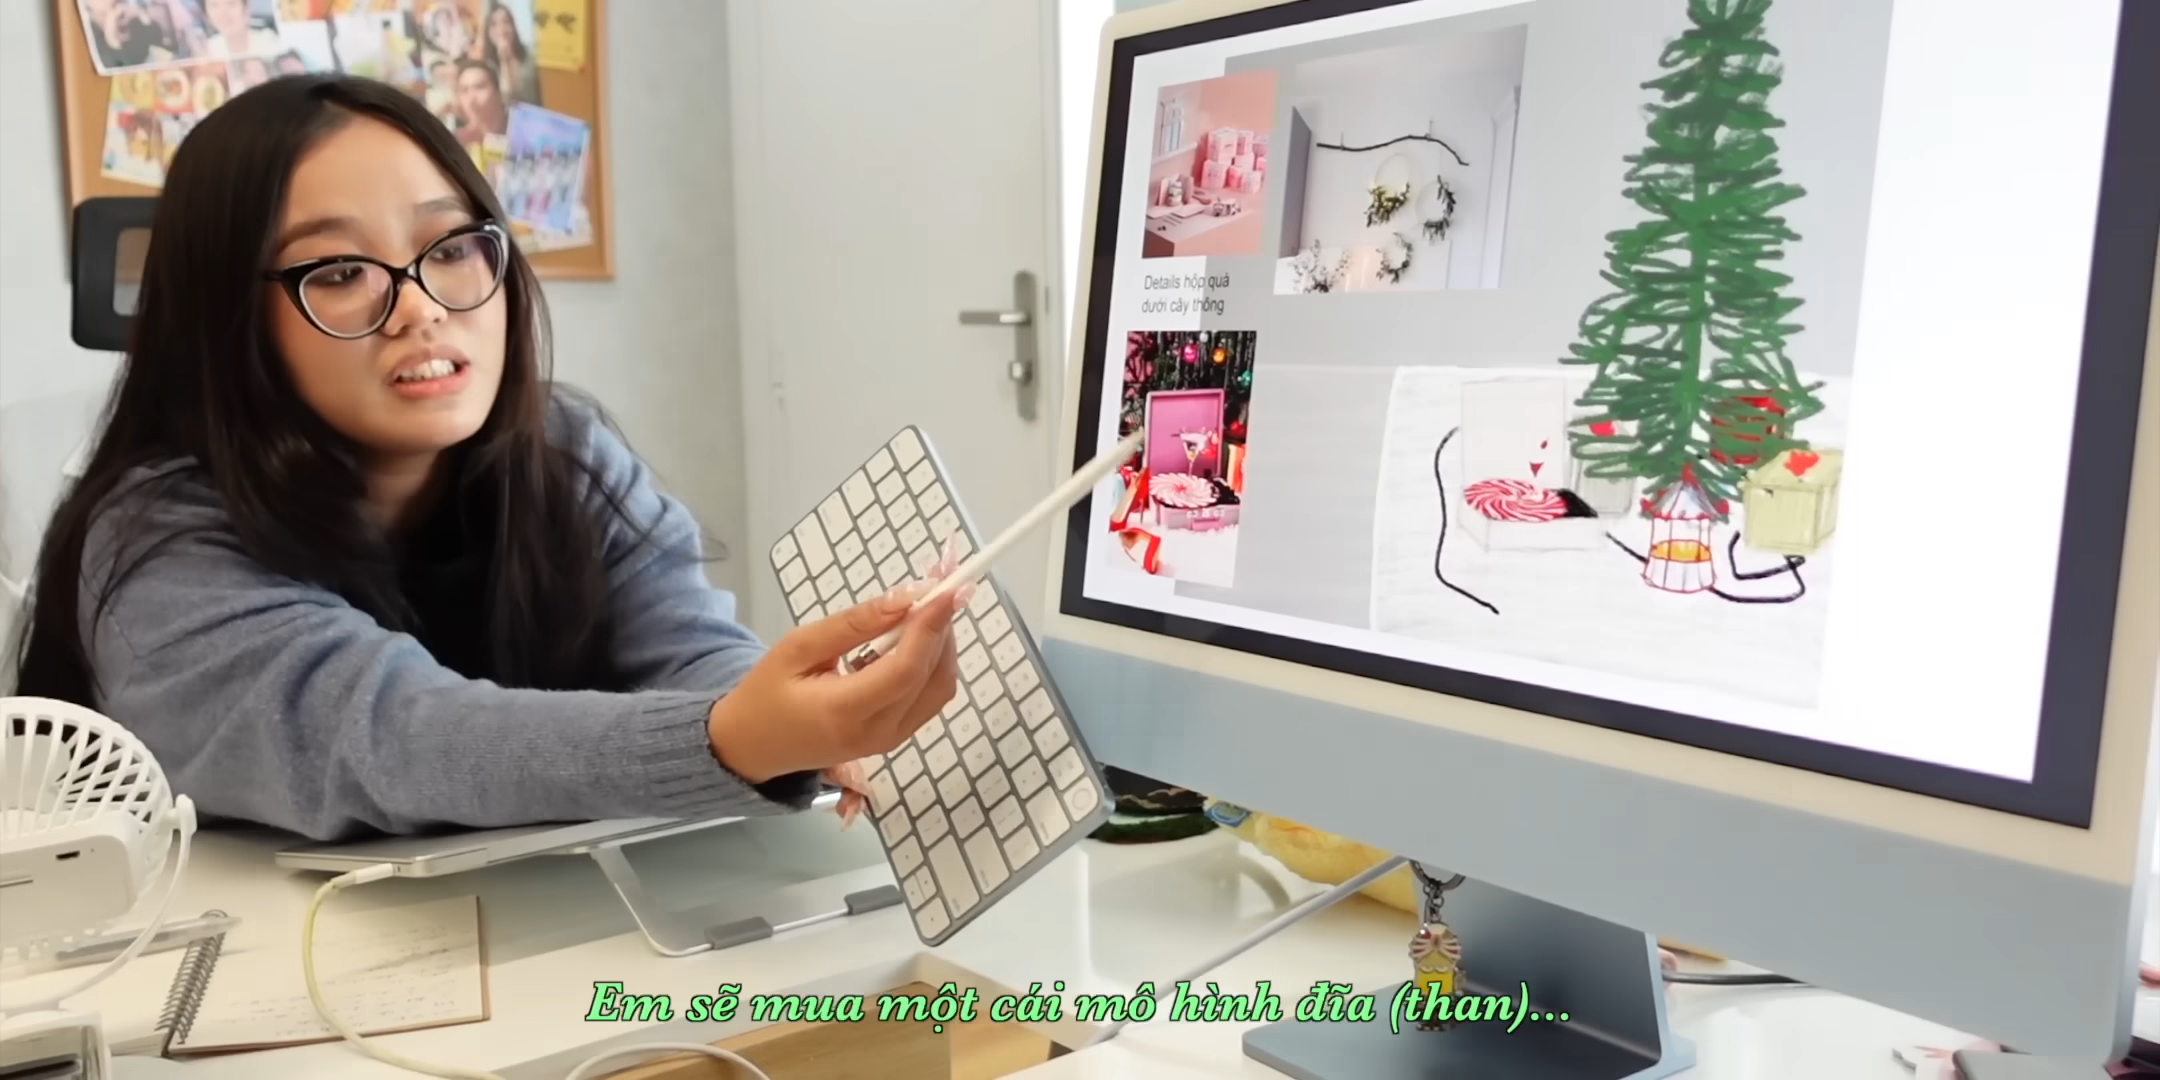 Details hộp quà
dưới cây thông
Em sẽ mua một cái mô hình đĩa (than)...